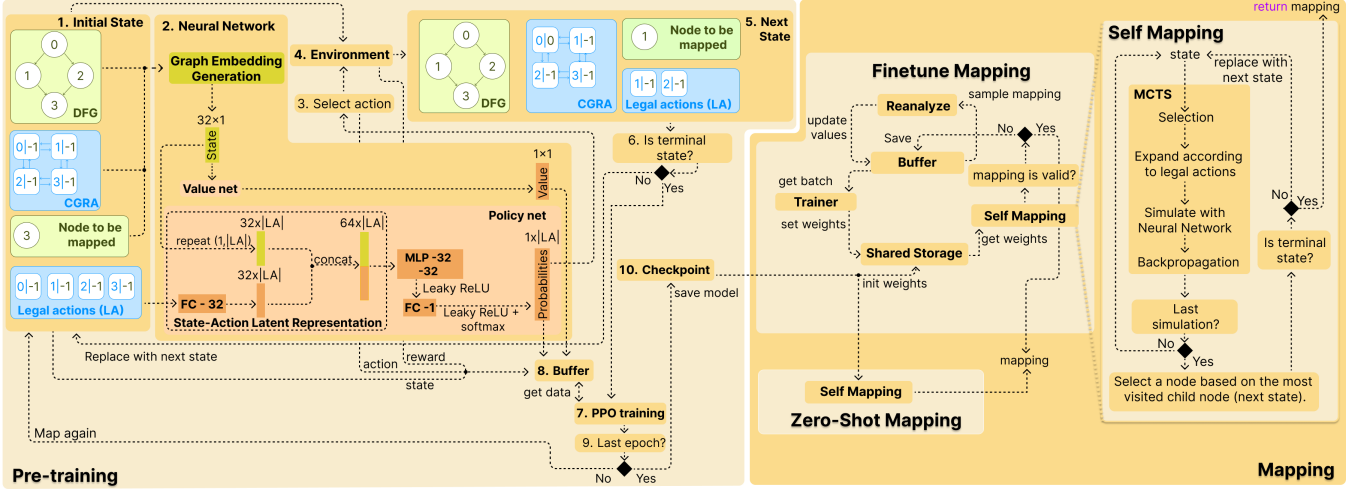 1. Initial State
0
1
2
3
DFG
0|-1
1|-1
2|-1
3|-1
CGRA
3
Node to be
mapped
0|-1
1|-1
2|-1
3|-1
Legal actions (LA)
2. Neural Network
Graph Embedding
Generation
32×1
State
Value net
1×1
Value
Policy net
32x|LA|
repeat (1,|LA|)
32x|LA|
FC - 32
concat
64x|LA|
State-Action Latent Representation
MLP -32
-32
Leaky ReLU
FC -1
Leaky ReLU +
softmax
1x|LA|
Probabilities
4. Environment
3. Select action
5. Next
State
0
1
2
3
DFG
0|0
1|-1
2|-1
3|-1
CGRA
1
Node to be
mapped
1|-1
2|-1
Legal actions (LA)
6. Is terminal
state?
No
Yes
Replace with next state
action
reward
state
8. Buffer
get data
7. PPO training
9. Last epoch?
No
Yes
Map again
10. Checkpoint
save model
Pre-training
Finetune Mapping
Reanalyze
sample mapping
update
values
Save
No
Yes
Buffer
mapping is valid?
get batch
Trainer
set weights
Self Mapping
get weights
Shared Storage
init weights
mapping
Self Mapping
Zero-Shot Mapping
return mapping
Self Mapping
state
replace with
next state
MCTS
Selection
Expand according
to legal actions
Simulate with
Neural Network
Backpropagation
Last
simulation?
No
Yes
Select a node based on the most
visited child node (next state).
Is terminal
state?
No
Yes
Mapping